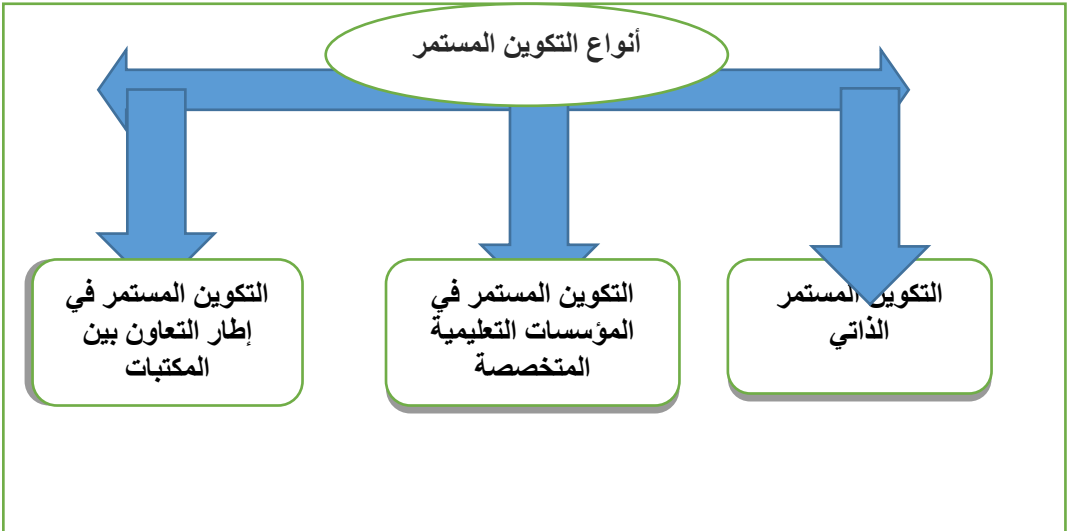 أنواع التكوين المستمر
التكوين المستمر
الذاتي
التكوين المستمر في
المؤسسات التعليمية
المتخصصة
التكوين المستمر في
إطار التعاون بين
المكتبات